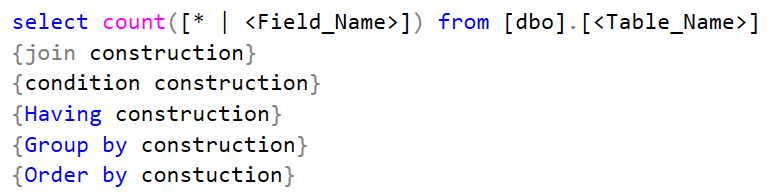 select count([* | <Field_Name>]) from [dbo].[<Table_Name>]
{join construction}
{condition construction}
{Having construction}
{Group by construction}
{Order by constuction}